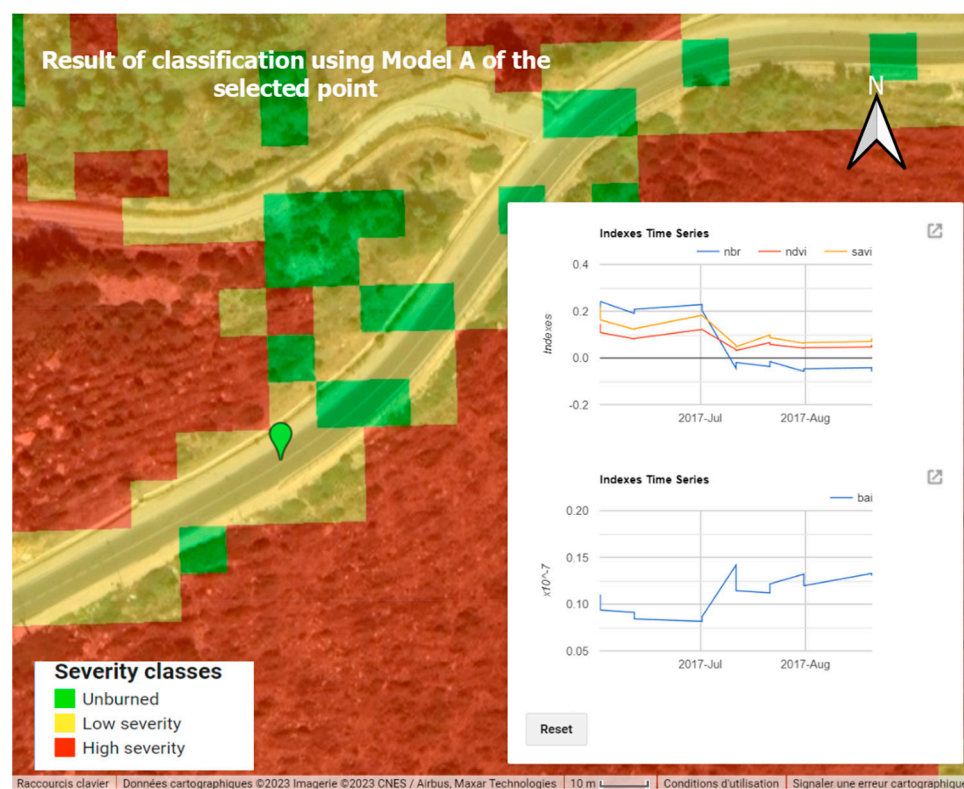 Result of classification using Model A of the
selected point
N
Indexes Time Series
nbr ndvi savi
0.4
0.2
0.0
-0.2
Indexes
2017-Jul 2017-Aug
Indexes Time Series
bai
0.20
0.15
0.10
0.05
x10^-7
2017-Jul 2017-Aug
Reset
Severity classes
Unburned
Low severity
High severity
Raccourcis clavier Données cartographiques ©2023 Imagerie ©2023 CNES / Airbus, Maxar Technologies 10 m Conditions d'utilisation Signaler une erreur cartographique